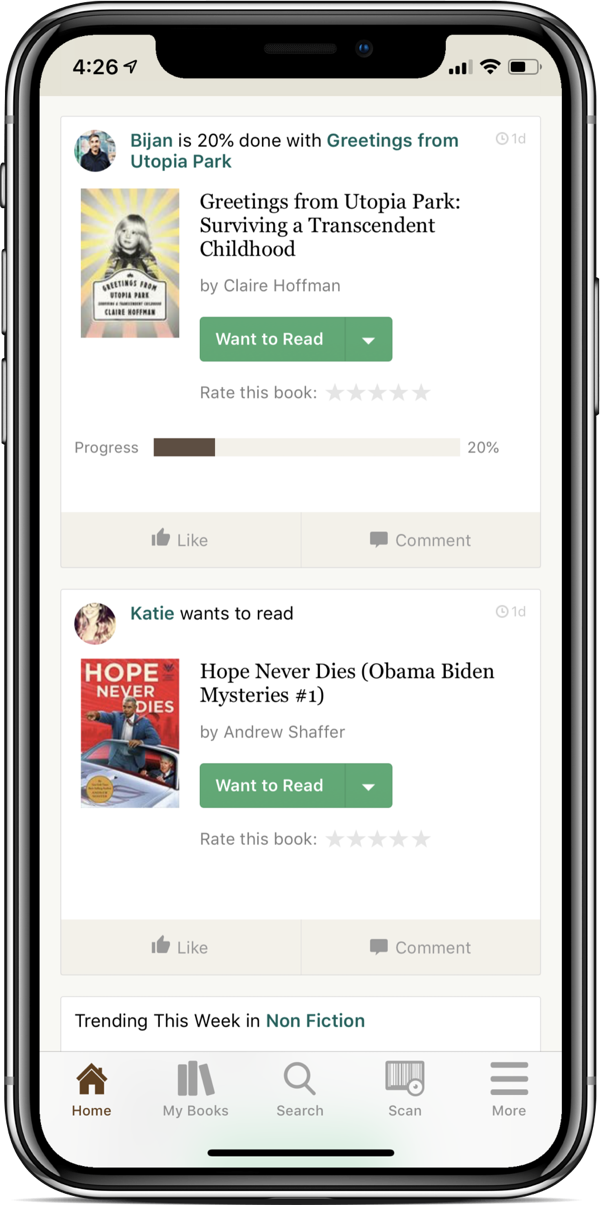 4:26
Bijan is 20% done with Greetings from
Utopia Park
1d
GREETINGS FROM
UTOPIA PARK
SURVIVING A TRANSCENDENT CHILDHOOD
CLAIRE HOFFMAN
Greetings from Utopia Park:
Surviving a Transcendent
Childhood
by Claire Hoffman
Want to Read
Rate this book:
Progress
20%
Like
Comment
Katie wants to read
1d
HOPE
NEVER
DIES
Hope Never Dies (Obama Biden
Mysteries #1)
by Andrew Shaffer
Want to Read
Rate this book:
Like
Comment
Trending This Week in Non Fiction
Home
My Books
Search
Scan
More